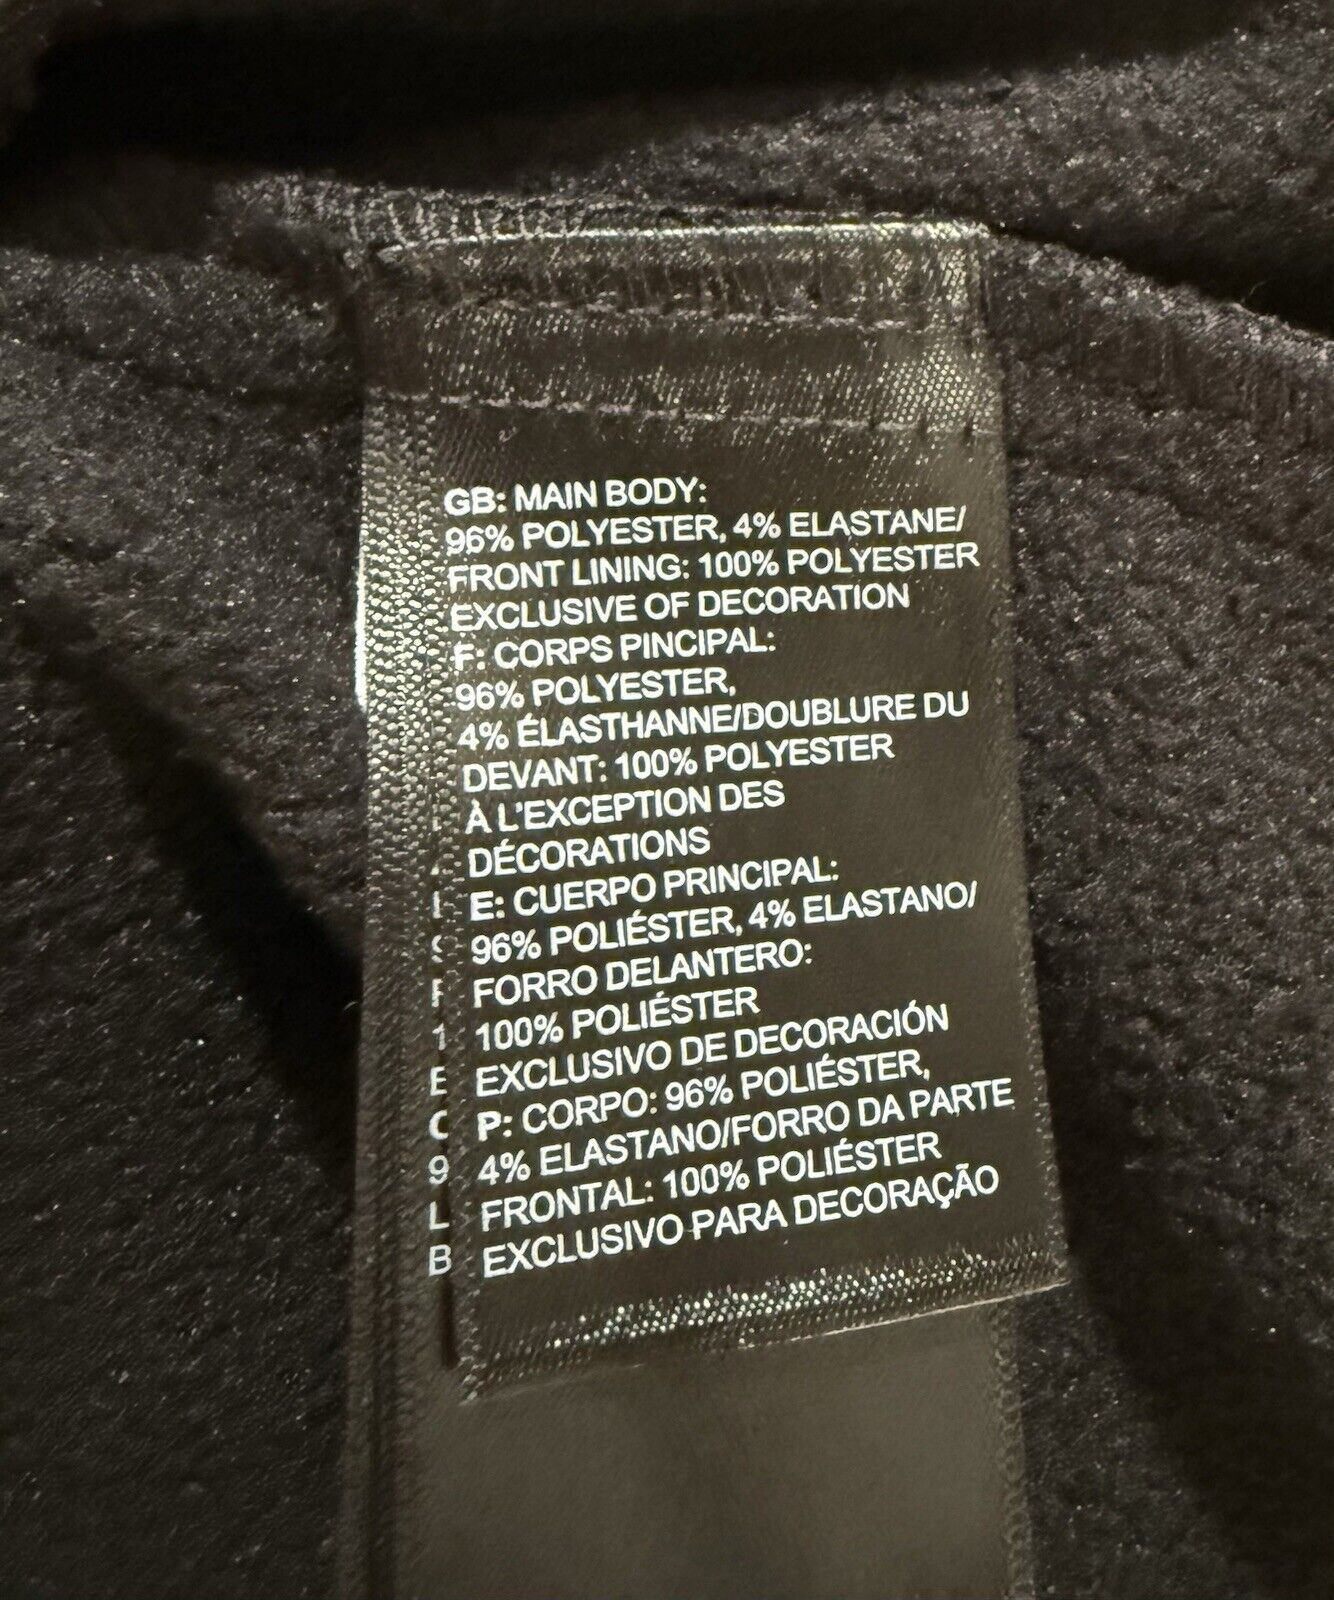 GB: MAIN BODY:
96% POLYESTER, 4% ELASTANE/
FRONT LINING: 100% POLYESTER
EXCLUSIVE OF DECORATION
F: CORPS PINCIPAL:
96% POLYESTER,
4% ÉLASTHANNE/DOUBLURE DU
DEVANT: 100% POLYESTER
À L'EXCEPTION DES
DÉCORATIONS
E: CUERPO PRINCIPAL:
96% POLIÉSTER, 4% ELASTANO/
FORRO DELANTERO:
100% POLIÉSTER
EXCLUSIVO DE DECORACIÓN
P: CORPO: 96% POLIÉSTER,
4% ELASTANO/FORRO DA PARTE
FRONTAL: 100% POLIÉSTER
EXCLUSIVO PARA DECORAÇÃO